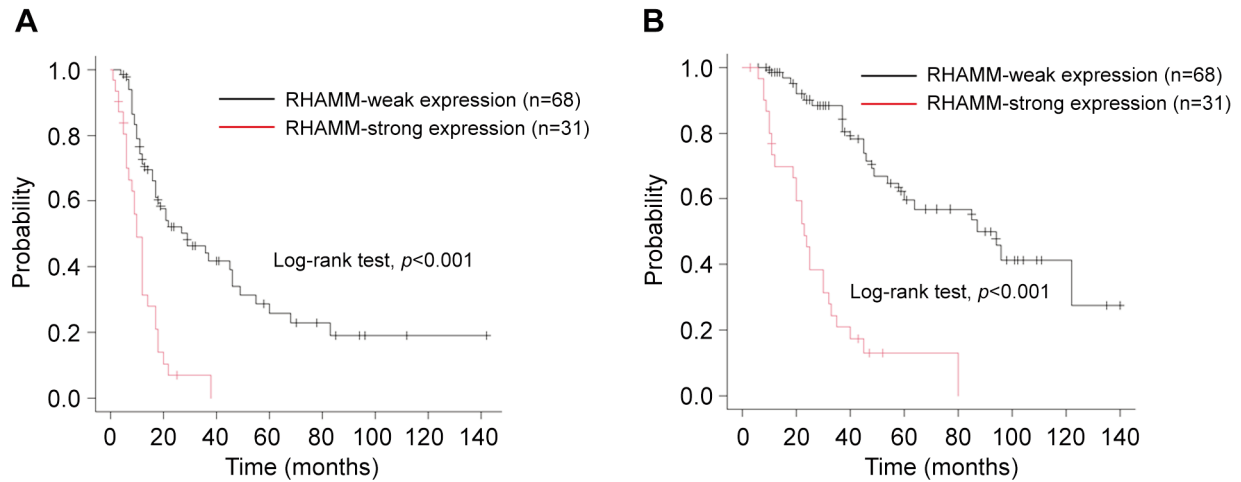 A
1.0
0.8
0.6
0.4
0.2
0.0
Probability
RHAMM-weak expression (n=68)
RHAMM-strong expression (n=31)
Log-rank test, p<0.001
0 20 40 60 80 100 120 140
Time (months)
B
1.0
0.8
0.6
0.4
0.2
0.0
Probability
RHAMM-weak expression (n=68)
RHAMM-strong expression (n=31)
Log-rank test, p<0.001
0 20 40 60 80 100 120 140
Time (months)